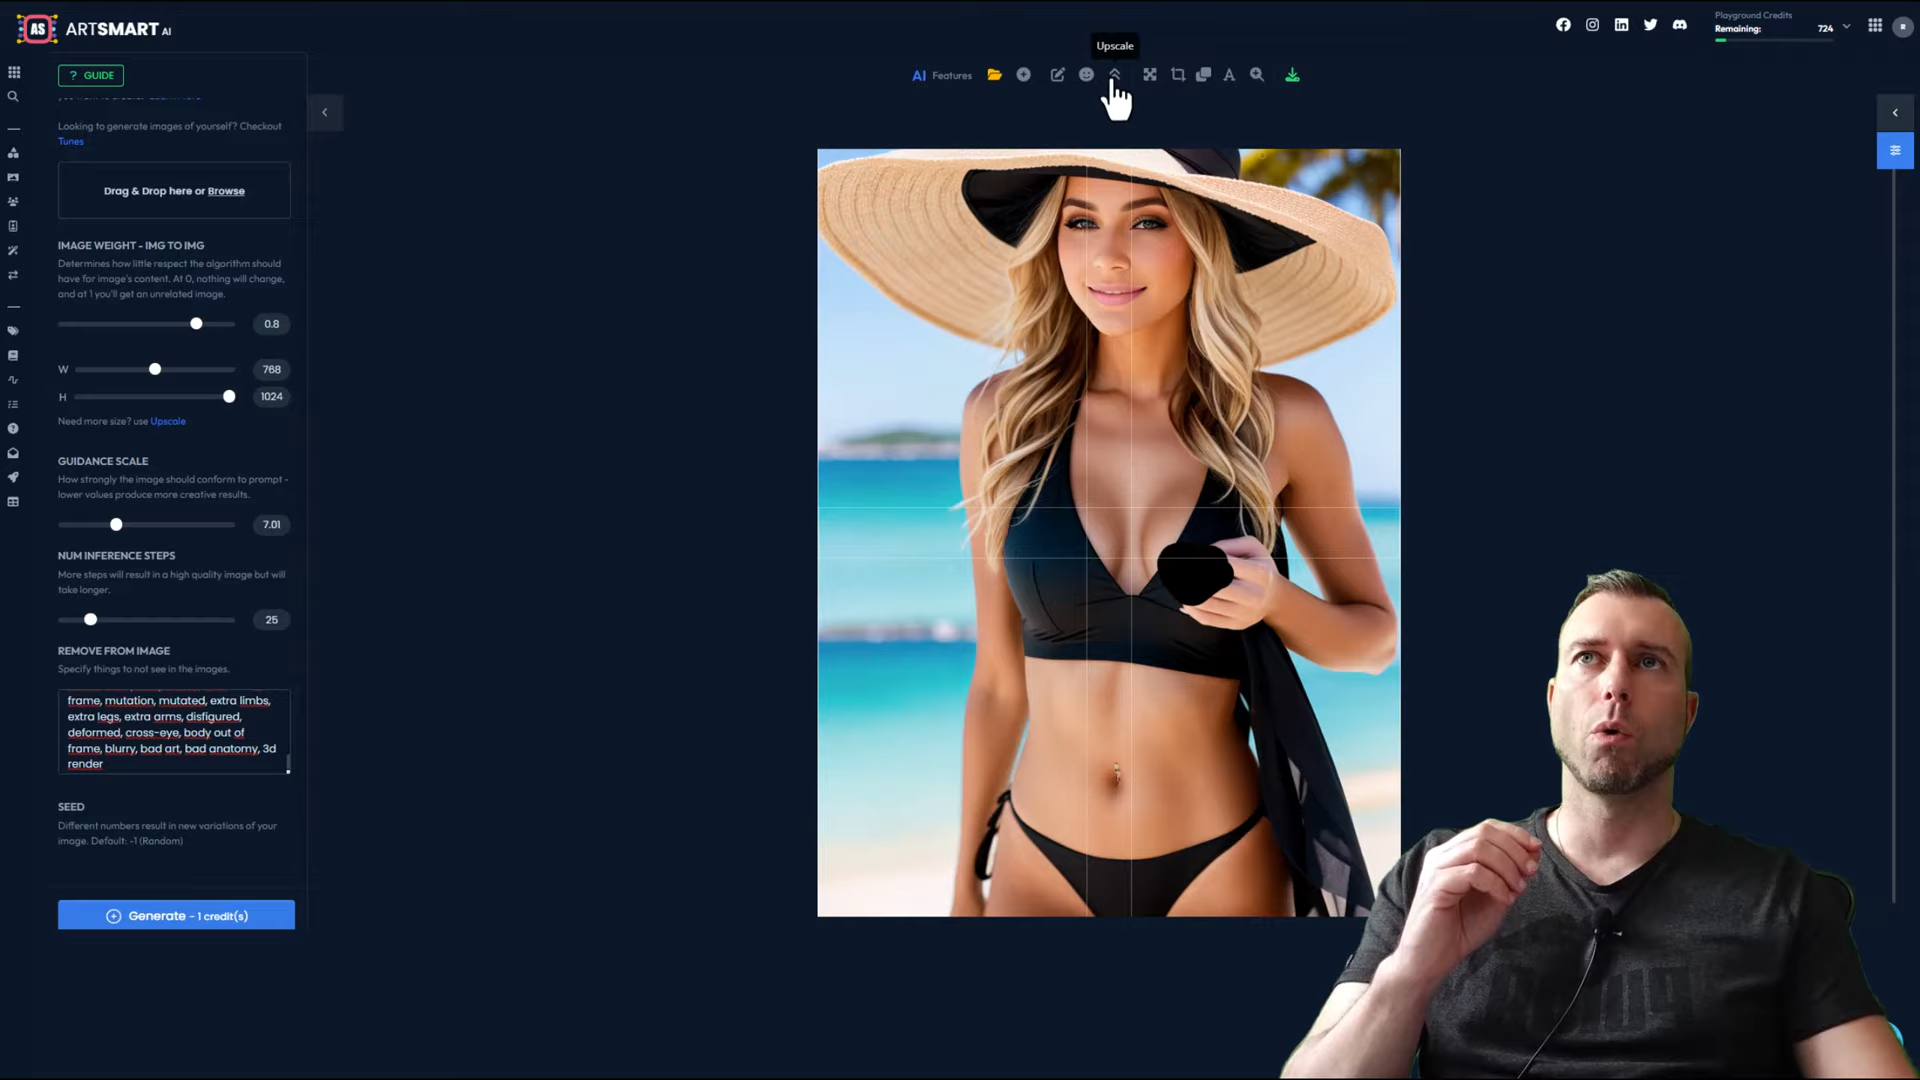 AS ARTSMART AI
Upscale
Playground Credits
Remaining: 724
R
? GUIDE
AI Features
A
Looking to generate images of yourself? Checkout
Tunes
Drag & Drop here or Browse
IMAGE WEIGHT - IMG TO IMG
Determines how little respect the algorithm should
have for image's content. At 0, nothing will change,
and at 1 you'll get an unrelated image.
0.8
W 768
H 1024
Need more size? use Upscale
GUIDANCE SCALE
How strongly the image should conform to prompt -
lower values produce more creative results.
7.01
NUM INFERENCE STEPS
More steps will result in a high quality image but will
take longer.
25
REMOVE FROM IMAGE
Specify things to not see in the images.
frame, mutation, mutated, extra limbs,
extra legs, extra arms, disfigured,
deformed, cross-eye, body out of
frame, blurry, bad art, bad anatomy, 3d
render
SEED
Different numbers result in new variations of your
image. Default: -1 (Random)
Generate - 1 credit(s)